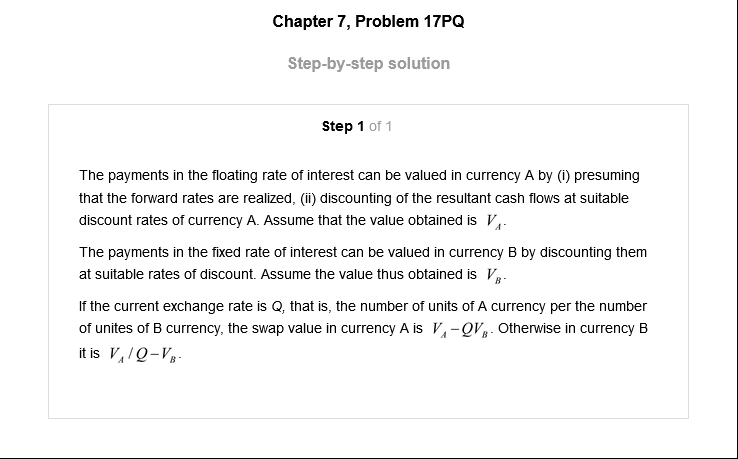 Chapter 7, Problem 17PQ
Step-by-step solution
Step 1 of 1
The payments in the floating rate of interest can be valued in currency A by (i) presuming
that the forward rates are realized, (ii) discounting of the resultant cash flows at suitable
discount rates of currency A. Assume that the value obtained is V_A.
The payments in the fixed rate of interest can be valued in currency B by discounting them
at suitable rates of discount. Assume the value thus obtained is V_B.
If the current exchange rate is Q, that is, the number of units of A currency per the number
of unites of B currency, the swap value in currency A is V_A − QV_B. Otherwise in currency B
it is V_A / Q − V_B.